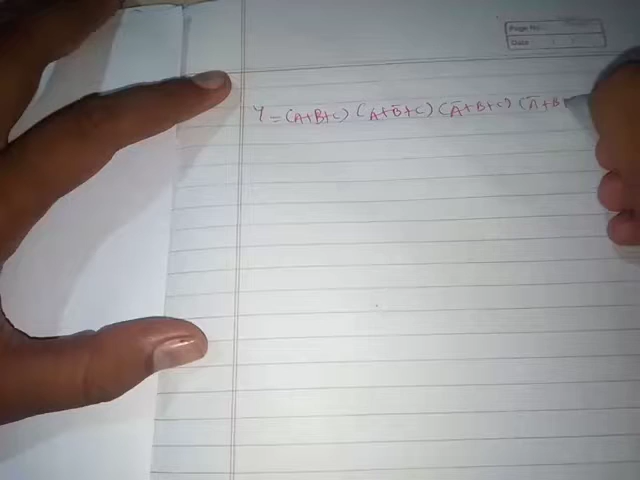 Page No.
Date
Y = (A+B+C) (A+B̅+C) (A̅+B+C) (A̅+B